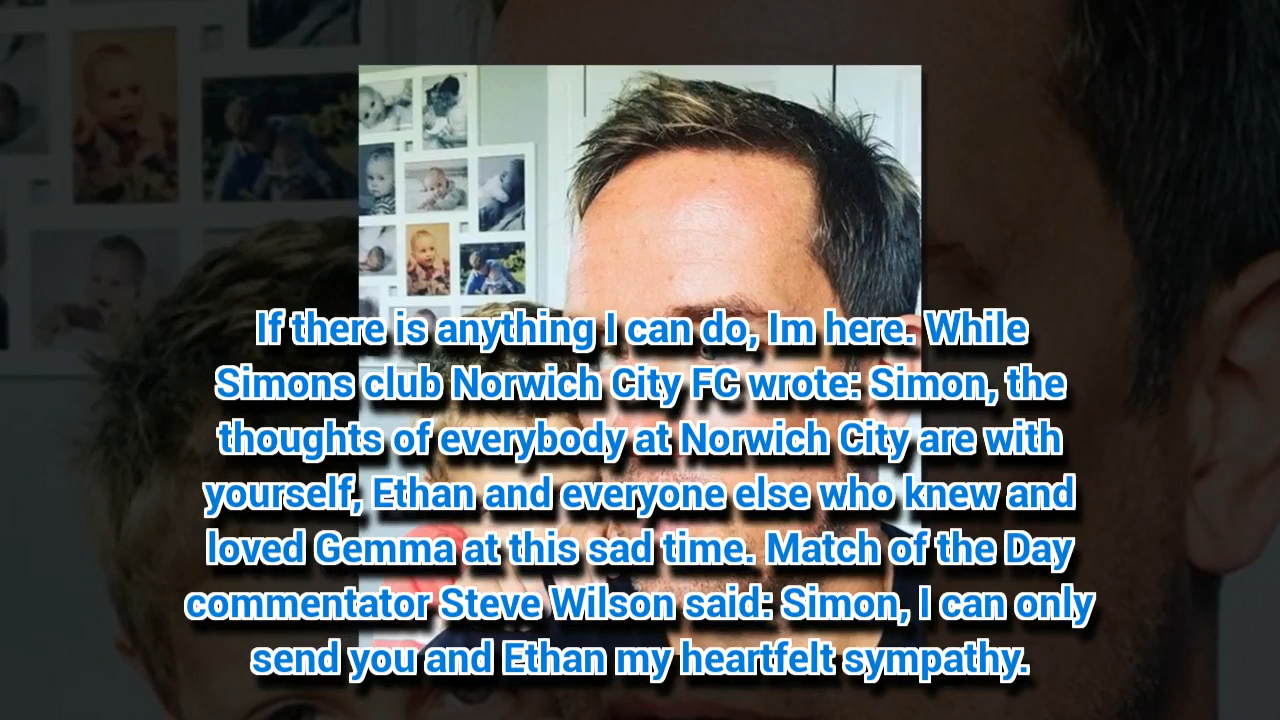 If there is anything I can do, Im here. While
Simons club Norwich City FC wrote: Simon, the
thoughts of everybody at Norwich City are with
yourself, Ethan and everyone else who knew and
loved Gemma at this sad time. Match of the Day
commentator Steve Wilson said: Simon, I can only
send you and Ethan my heartfelt sympathy.